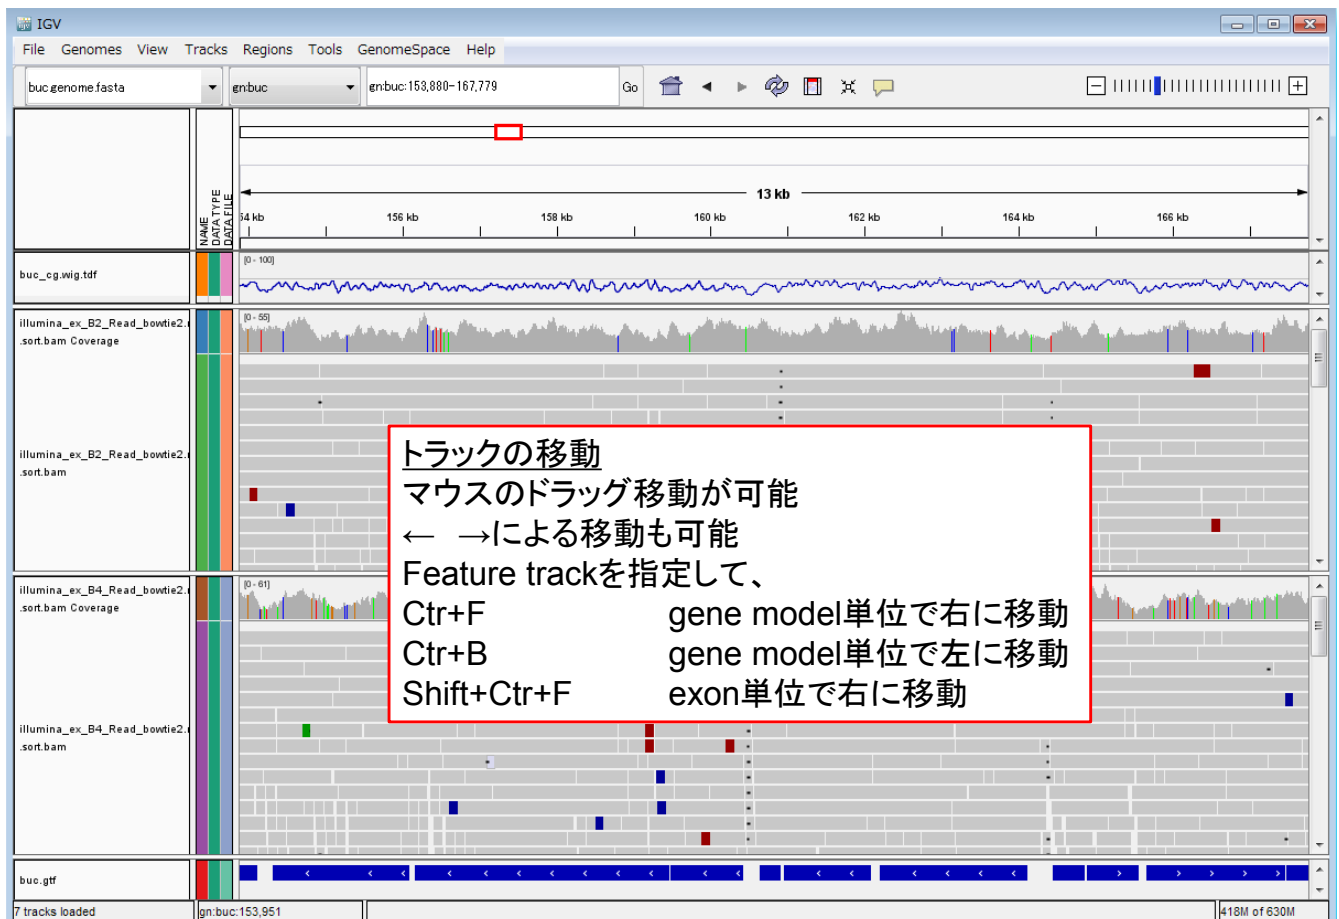 IGV
File Genomes View Tracks Regions Tools GenomeSpace Help
buc.genome.fasta gn:buc gn:buc:153,880-167,779 Go
NAME
DATA TYPE
DATA FILE
13 kb
54 kb 156 kb 158 kb 160 kb 162 kb 164 kb 166 kb
buc_cg.wig.tdf
[0 - 100]
illumina_ex_B2_Read_bowtie2.
.sort.bam Coverage
[0 - 55]
illumina_ex_B2_Read_bowtie2.
.sort.bam
トラックの移動
マウスのドラッグ移動が可能
← →による移動も可能
Feature trackを指定して、
Ctr+F gene model単位で右に移動
Ctr+B gene model単位で左に移動
Shift+Ctr+F exon単位で右に移動
illumina_ex_B4_Read_bowtie2.
.sort.bam Coverage
[0 - 61]
illumina_ex_B4_Read_bowtie2.
.sort.bam
buc.gtf
7 tracks loaded gn:buc:153,951 418M of 630M